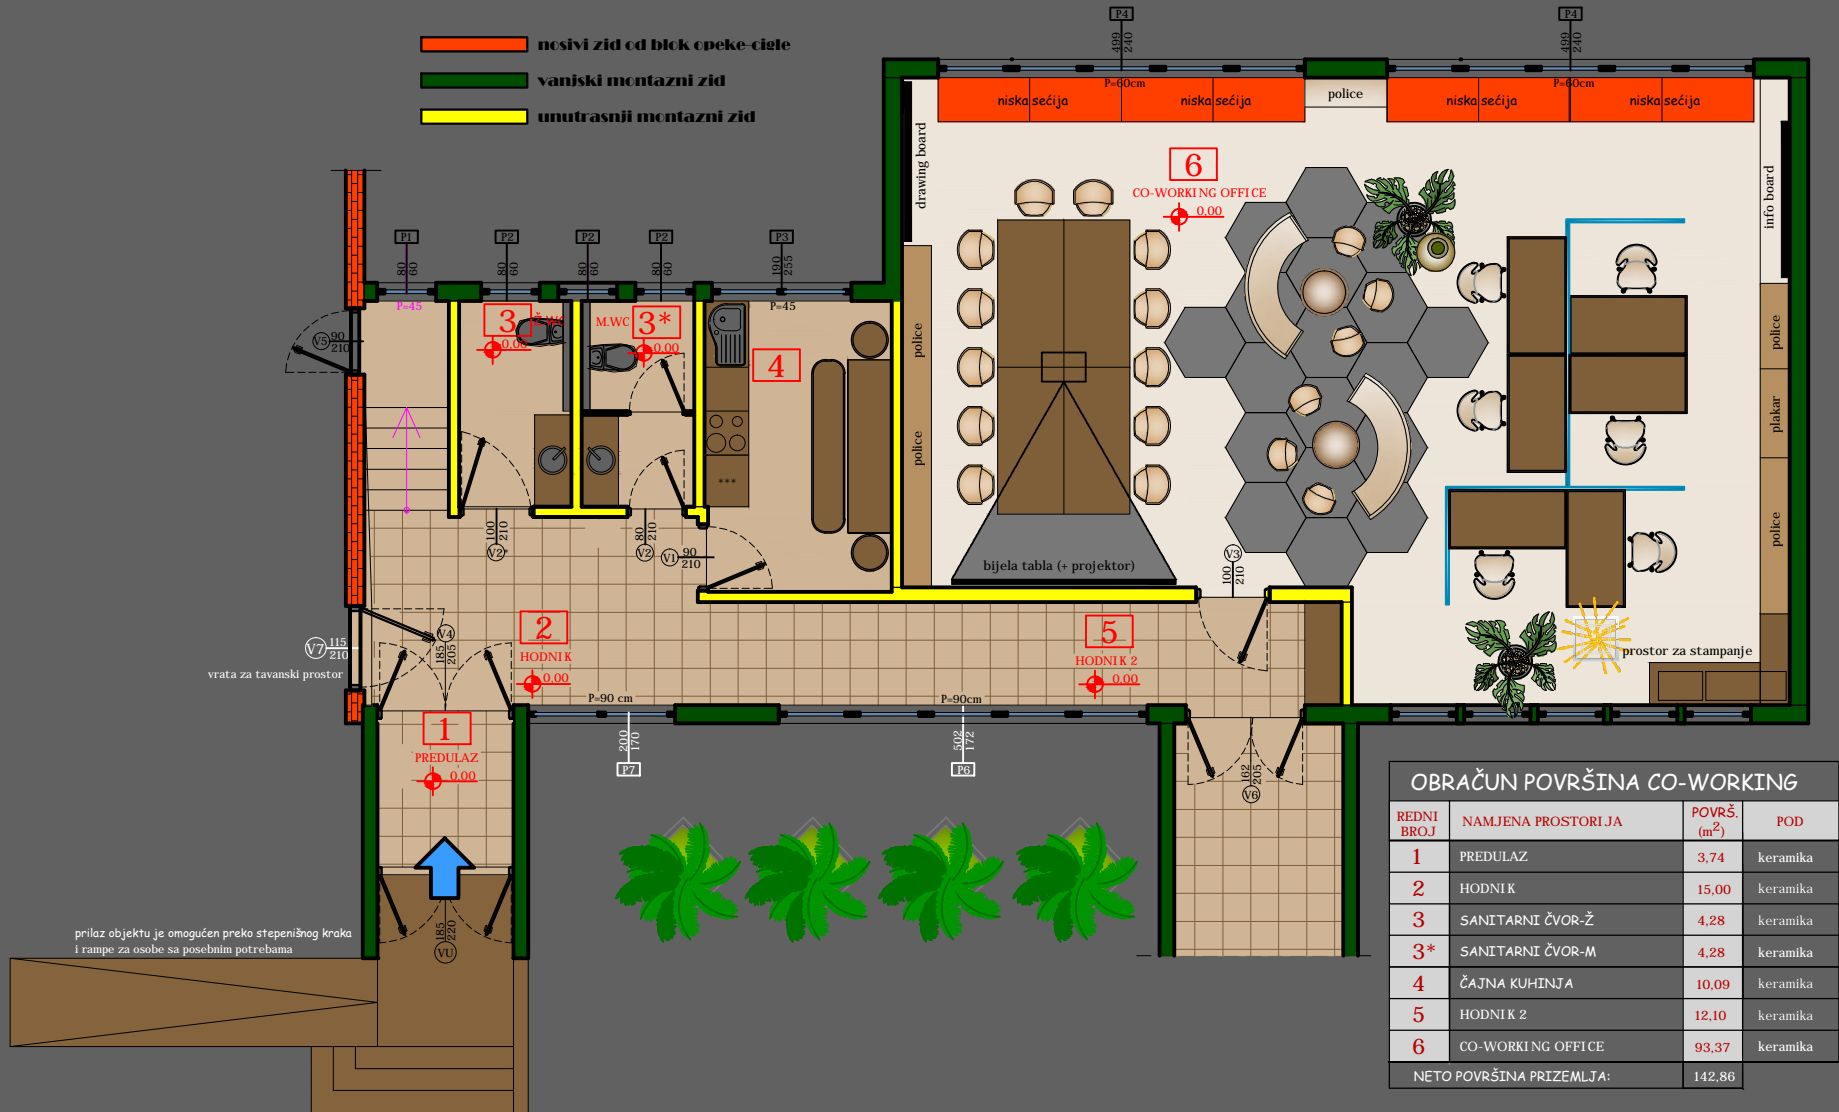 P4
499
240
P4
499
240
nosivi zid od blok opeke-cigle
vanjski montazni zid
unutrasnji montazni zid
P=60cm
P=60cm
niska sećija
niska sećija
police
niska sećija
niska sećija
drawing board
6
CO-WORKING OFFICE
0,00
info board
P1
80
60
P2
80
60
P2
80
60
P2
80
60
P3
190
255
P=45
P=45
3
Ž.WC
0,00
M.WC
3*
0,00
4
V5
90
210
police
police
police
plakar
police
***
100
210
V2*
80
210
V2
V1
90
210
bijela tabla (+ projektor)
V3
100
210
2
HODNIK
0,00
5
HODNIK 2
0,00
V4
185
205
V7
115
210
vrata za tavanski prostor
prostor za stampanje
P=90 cm
P=90cm
1
PREDULAZ
0,00
200
170
P7
502
172
P6
162
205
V6
185
220
VU
prilaz objektu je omogućen preko stepenišnog kraka
i rampe za osobe sa posebnim potrebama
OBRAČUN POVRŠINA CO-WORKING
REDNI BROJ NAMJENA PROSTORIJA POVRŠ. (m2) POD
1 PREDULAZ 3,74 keramika
2 HODNIK 15,00 keramika
3 SANITARNI ČVOR-Ž 4,28 keramika
3* SANITARNI ČVOR-M 4,28 keramika
4 ČAJNA KUHINJA 10,09 keramika
5 HODNIK 2 12,10 keramika
6 CO-WORKING OFFICE 93,37 keramika
NETO POVRŠINA PRIZEMLJA: 142,86